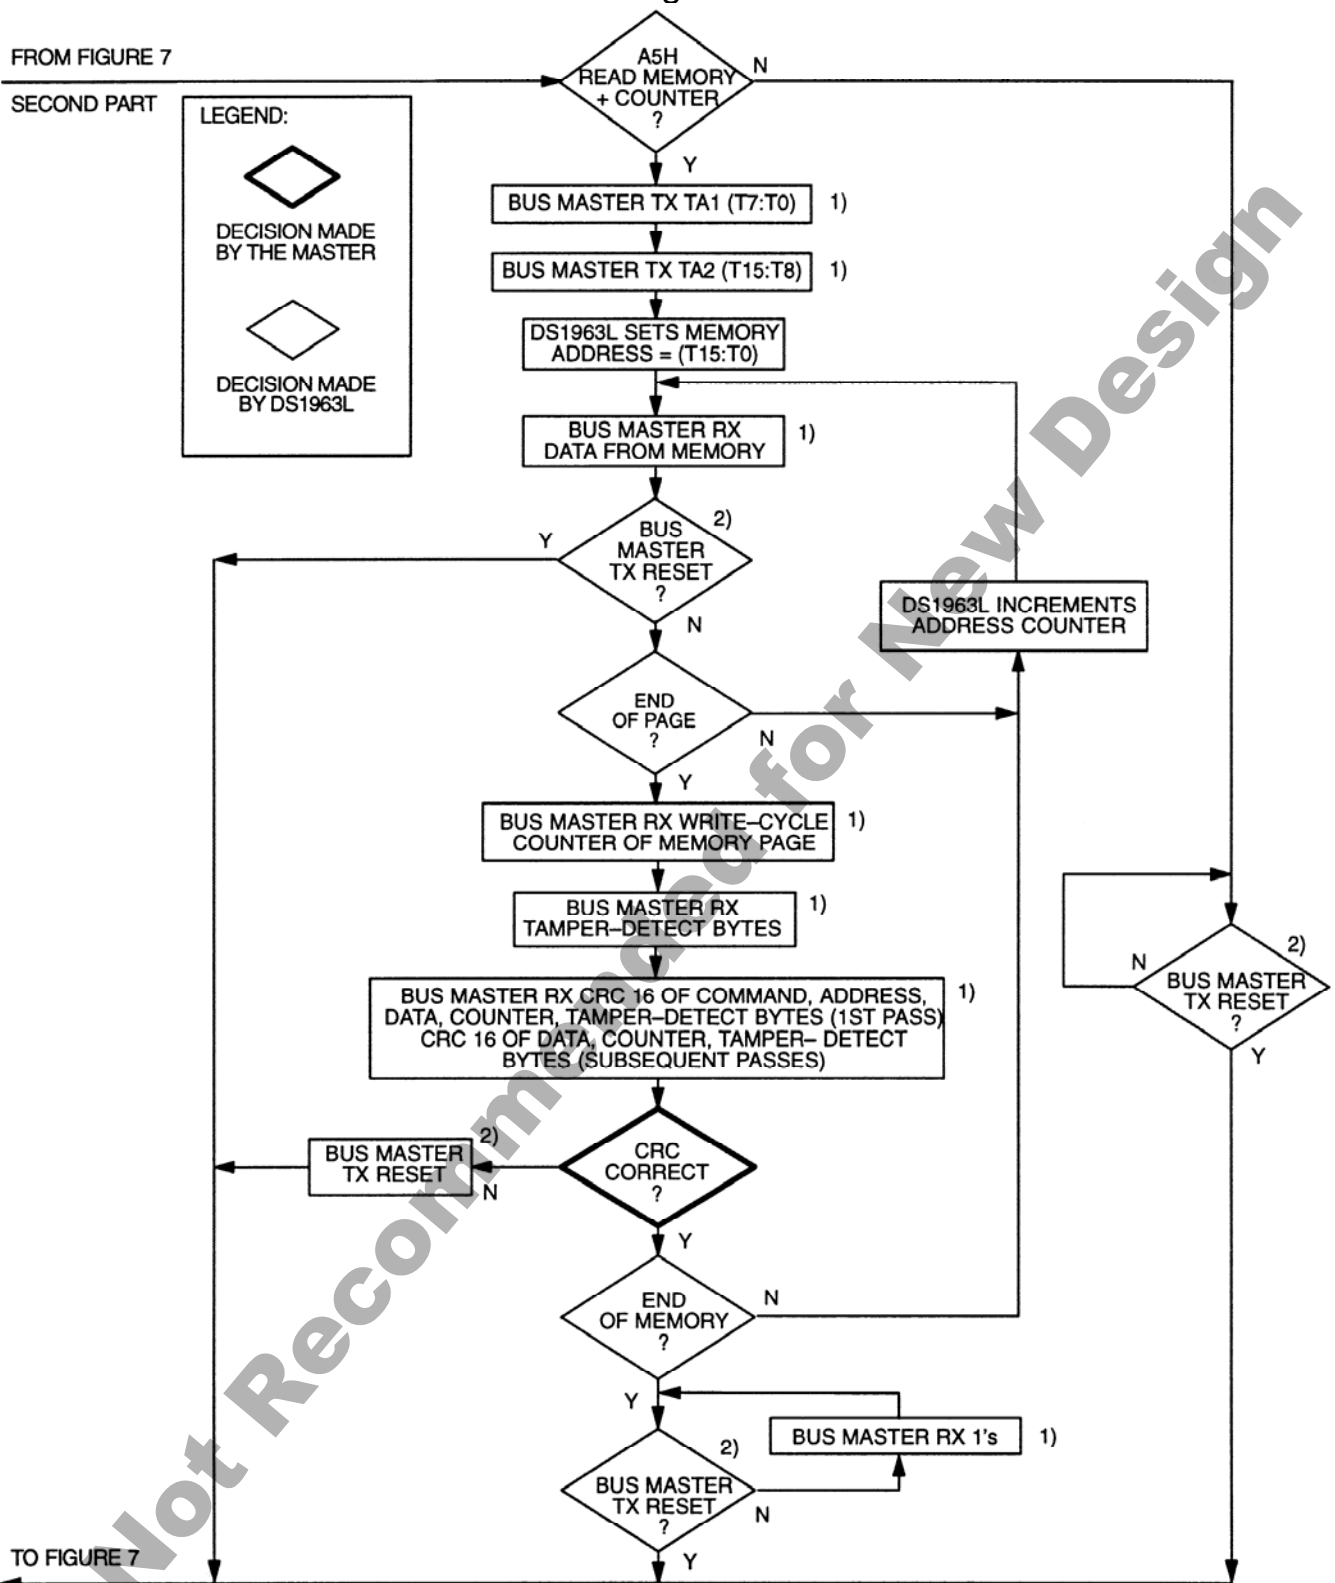 FROM FIGURE 7
SECOND PART
LEGEND:
DECISION MADE
BY THE MASTER
DECISION MADE
BY DS1963L
A5H
READ MEMORY
+ COUNTER
?
N
Y
BUS MASTER TX TA1 (T7:T0)
1)
BUS MASTER TX TA2 (T15:T8)
1)
DS1963L SETS MEMORY
ADDRESS = (T15:T0)
BUS MASTER RX
DATA FROM MEMORY
1)
BUS
MASTER
TX RESET
?
2)
Y
N
DS1963L INCREMENTS
ADDRESS COUNTER
END
OF PAGE
?
N
Y
BUS MASTER RX WRITE–CYCLE
COUNTER OF MEMORY PAGE
1)
BUS MASTER RX
TAMPER–DETECT BYTES
1)
BUS MASTER RX CRC 16 OF COMMAND, ADDRESS,
DATA, COUNTER, TAMPER–DETECT BYTES (1ST PASS)
CRC 16 OF DATA, COUNTER, TAMPER– DETECT
BYTES (SUBSEQUENT PASSES)
1)
BUS MASTER
TX RESET
?
2)
N
Y
CRC
CORRECT
?
N
Y
BUS MASTER
TX RESET
2)
END
OF MEMORY
?
N
Y
BUS MASTER RX 1's
1)
BUS MASTER
TX RESET
?
2)
N
Y
TO FIGURE 7
Not Recommended for New Design